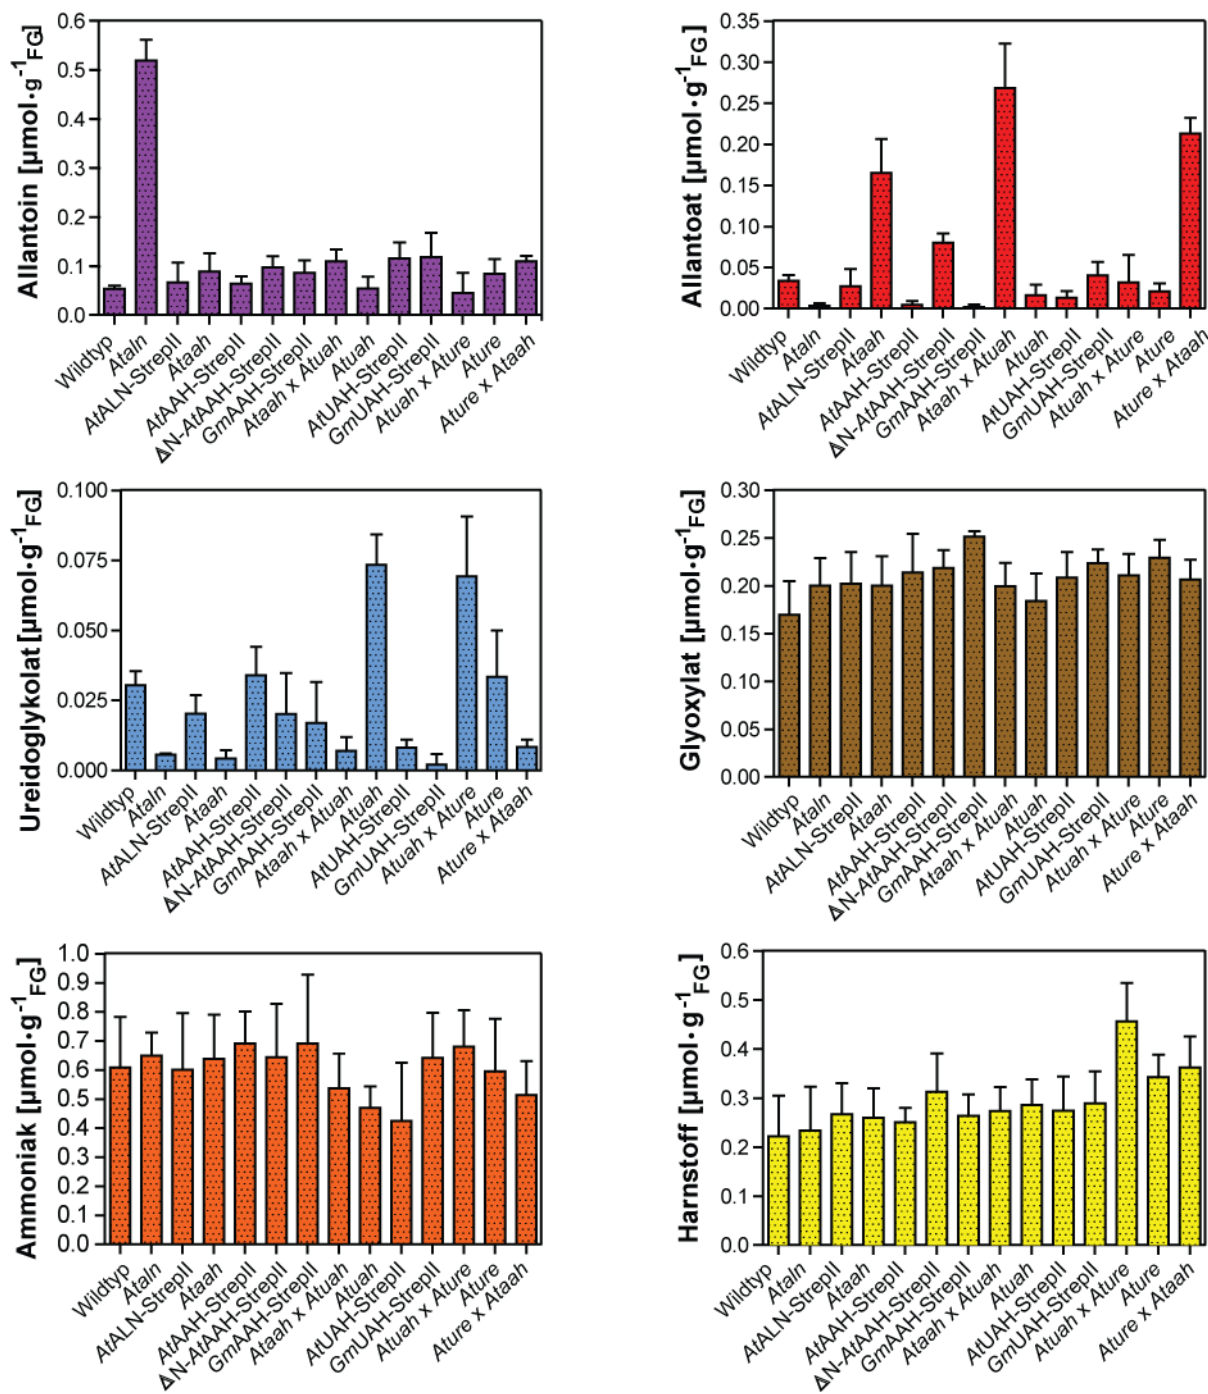 Allantoin [µmol·g⁻¹FG]
0.6
0.5
0.4
0.3
0.2
0.1
0.0
Wildtyp
Ataln
AtALN-StrepII
Ataah
AtAAH-StrepII
ΔN-AtAAH-StrepII
GmAAH-StrepII
Ataah x Atuah
Atuah
AtUAH-StrepII
GmUAH-StrepII
Atuah x Ature
Ature
Ature x Ataah
Allantoat [µmol·g⁻¹FG]
0.35
0.30
0.25
0.20
0.15
0.10
0.05
0.00
Wildtyp
Ataln
AtALN-StrepII
Ataah
AtAAH-StrepII
ΔN-AtAAH-StrepII
GmAAH-StrepII
Ataah x Atuah
Atuah
AtUAH-StrepII
GmUAH-StrepII
Atuah x Ature
Ature
Ature x Ataah
Ureidoglykolat [µmol·g⁻¹FG]
0.100
0.075
0.050
0.025
0.000
Wildtyp
Ataln
AtALN-StrepII
Ataah
AtAAH-StrepII
ΔN-AtAAH-StrepII
GmAAH-StrepII
Ataah x Atuah
Atuah
AtUAH-StrepII
GmUAH-StrepII
Atuah x Ature
Ature
Ature x Ataah
Glyoxylat [µmol·g⁻¹FG]
0.30
0.25
0.20
0.15
0.10
0.05
0.00
Wildtyp
Ataln
AtALN-StrepII
Ataah
AtAAH-StrepII
ΔN-AtAAH-StrepII
GmAAH-StrepII
Ataah x Atuah
Atuah
AtUAH-StrepII
GmUAH-StrepII
Atuah x Ature
Ature
Ature x Ataah
Ammoniak [µmol·g⁻¹FG]
1.0
0.9
0.8
0.7
0.6
0.5
0.4
0.3
0.2
0.1
0.0
Wildtyp
Ataln
AtALN-StrepII
Ataah
AtAAH-StrepII
ΔN-AtAAH-StrepII
GmAAH-StrepII
Ataah x Atuah
Atuah
AtUAH-StrepII
GmUAH-StrepII
Atuah x Ature
Ature
Ature x Ataah
Harnstoff [µmol·g⁻¹FG]
0.6
0.5
0.4
0.3
0.2
0.1
0.0
Wildtyp
Ataln
AtALN-StrepII
Ataah
AtAAH-StrepII
ΔN-AtAAH-StrepII
GmAAH-StrepII
Ataah x Atuah
Atuah
AtUAH-StrepII
GmUAH-StrepII
Atuah x Ature
Ature
Ature x Ataah